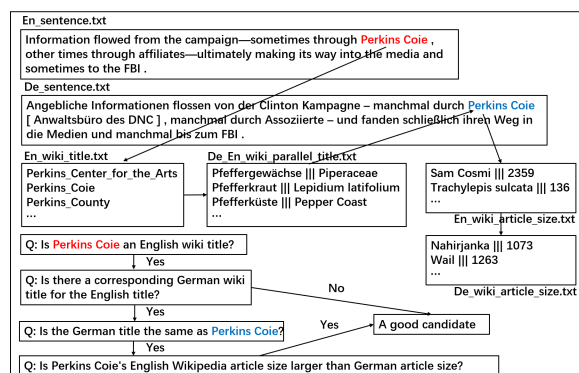 En_sentence.txt
Information flowed from the campaign—sometimes through Perkins Coie ,
other times through affiliates—ultimately making its way into the media and
sometimes to the FBI .
De_sentence.txt
Angebliche Informationen flossen von der Clinton Kampagne – manchmal durch Perkins Coie
[ Anwaltsbüro des DNC ] , manchmal durch Assoziierte – und fanden schließlich ihren Weg in
die Medien und manchmal bis zum FBI .
En_wiki_title.txt
Perkins_Center_for_the_Arts
Perkins_Coie
Perkins_County
...
De_En_wiki_parallel_title.txt
Pfeffergewächse ||| Piperaceae
Pfefferkraut ||| Lepidium latifolium
Pfefferküste ||| Pepper Coast
...
Sam Cosmi ||| 2359
Trachylepis sulcata ||| 136
...
En_wiki_article_size.txt
Nahirjanka ||| 1073
Wail ||| 1263
...
De_wiki_article_size.txt
Q: Is Perkins Coie an English wiki title?
Yes
Q: Is there a corresponding German wiki
title for the English title?
No
Yes
Q: Is the German title the same as Perkins Coie?
Yes
A good candidate
Yes
Q: Is Perkins Coie's English Wikipedia article size larger than German article size?